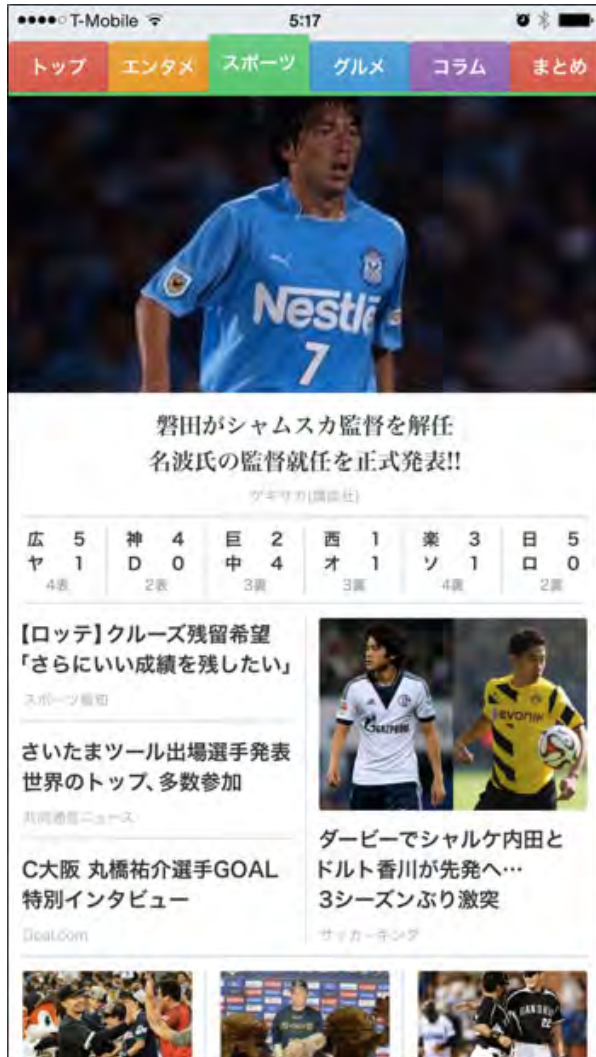 T-Mobile 5:17
トップ エンタメ スポーツ グルメ コラム まとめ
Nestlé
7
磐田がシャムスカ監督を解任
名波氏の監督就任を正式発表!!
ゲキサカ(講談社)
広 5 神 4 巨 2 西 1 楽 3 日 5
ヤ 1 D 0 中 4 オ 1 ソ 1 ロ 0
4表 2表 3裏 3裏 4表 2裏
【ロッテ】クルーズ残留希望
「さらにいい成績を残したい」
スポーツ報知
さいたまツール出場選手発表
世界のトップ、多数参加
共同通信ニュース
C大阪 丸橋祐介選手GOAL
特別インタビュー
Goal.com
GAZPROM
EVONIK
ダービーでシャルケ内田と
ドルト香川が先発へ…
3シーズンぶり激突
サッカーキング
22